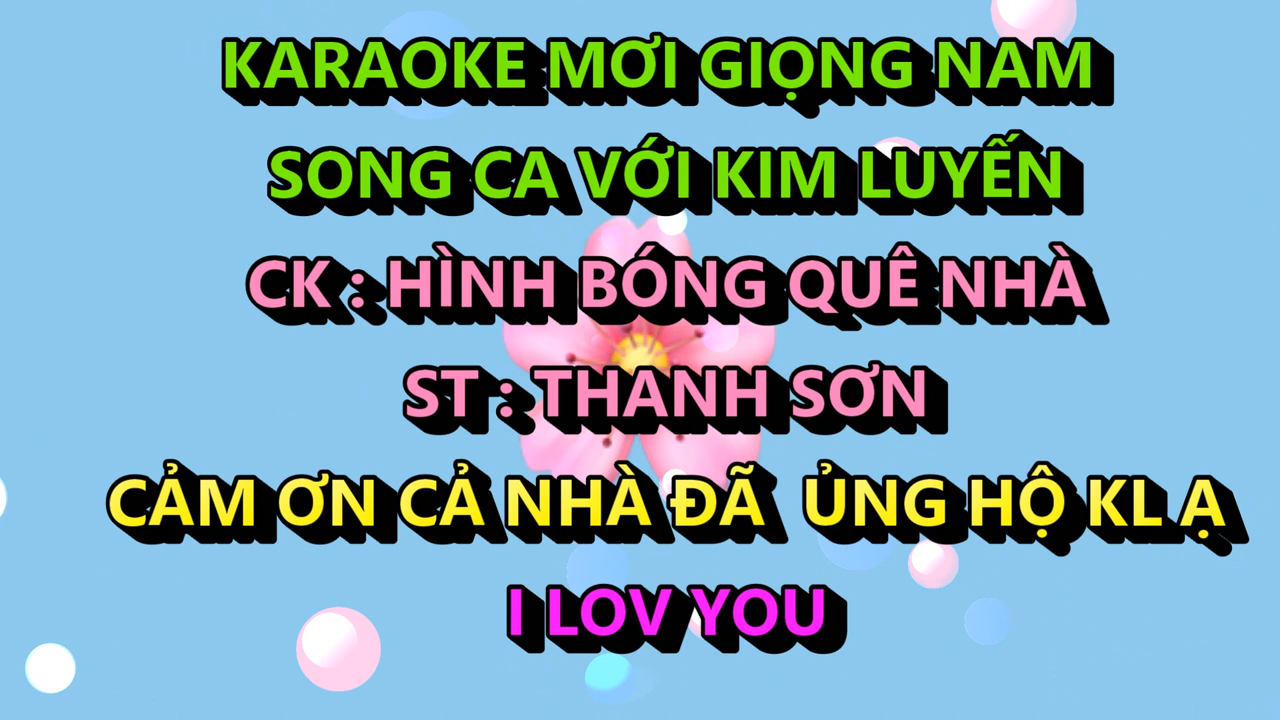 KARAOKE MƠI GIỌNG NAM
SONG CA VỚI KIM LUYẾN
CK : HÌNH BÓNG QUÊ NHÀ
ST : THANH SƠN
CẢM ƠN CẢ NHÀ ĐÃ ỦNG HỘ KL Ạ
I LOV YOU